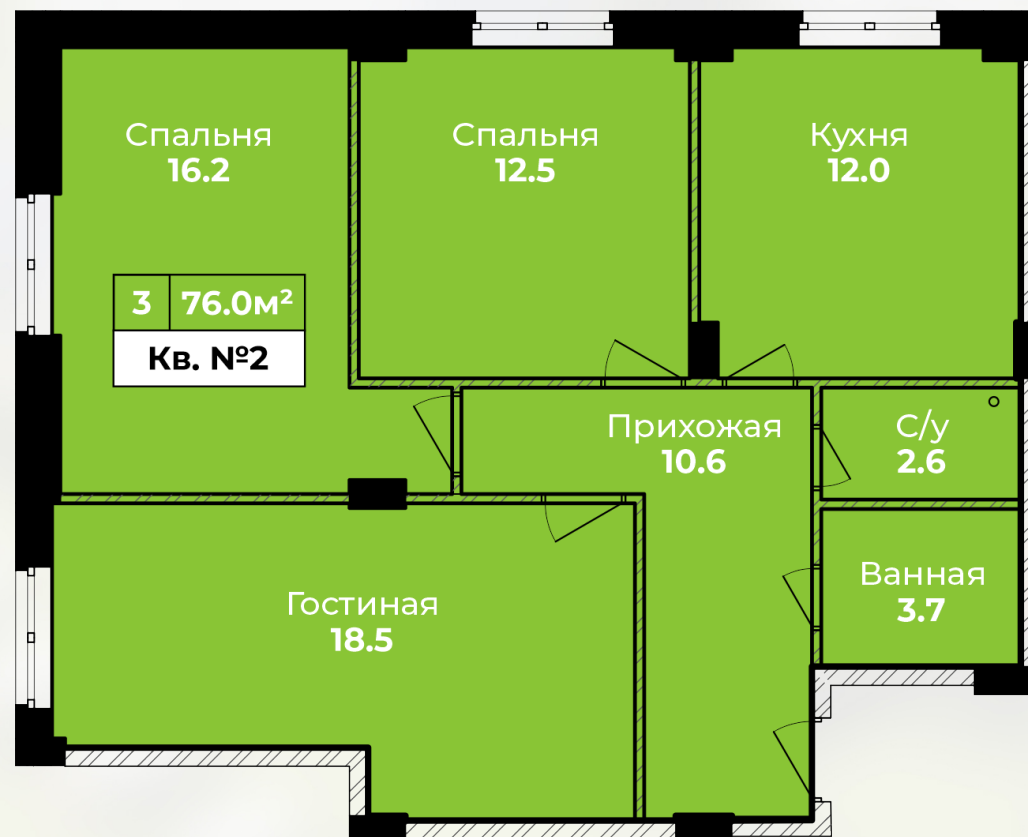 Спальня
16.2
Спальня
12.5
Кухня
12.0
3 76.0м²
Кв. №2
Прихожая
10.6
С/у
2.6
Ванная
3.7
Гостиная
18.5